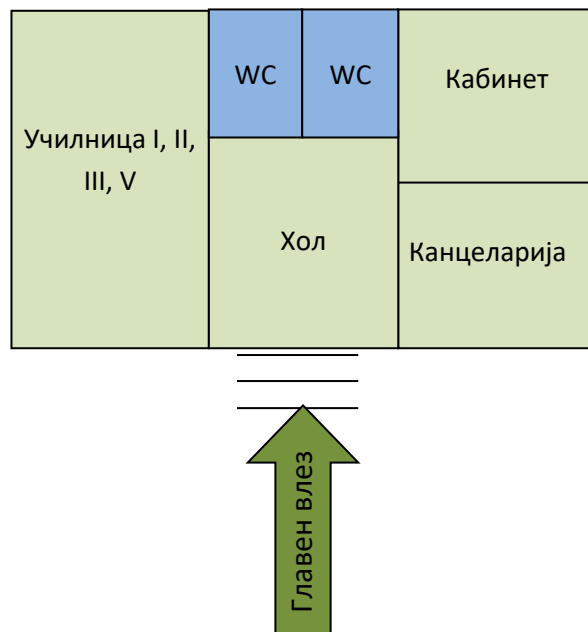 WC
WC
Кабинет
Училница I, II,
III, V
Хол
Канцеларија
Главен влез